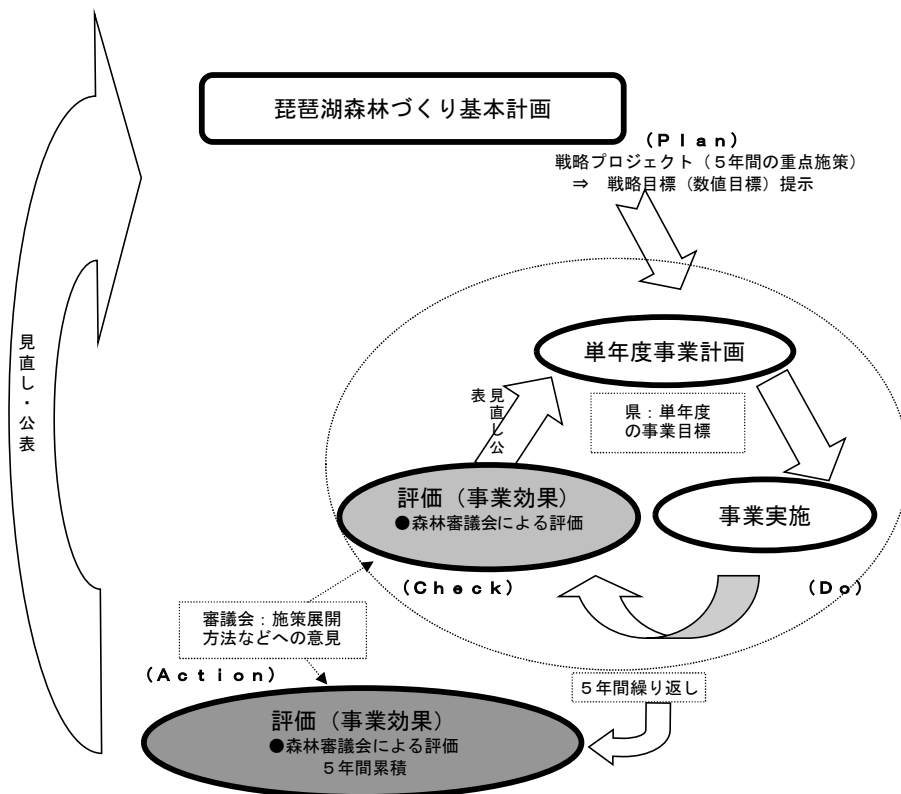 琵琶湖森林づくり基本計画
(Plan)
戦略プロジェクト（５年間の重点施策）
⇒ 戦略目標（数値目標）提示
見直し・公表
単年度事業計画
見直し公
表
県：単年度
の事業目標
評価（事業効果）
●森林審議会による評価
事業実施
(Check)
(Do)
審議会：施策展開
方法などへの意見
(Action)
５年間繰り返し
評価（事業効果）
●森林審議会による評価
５年間累積